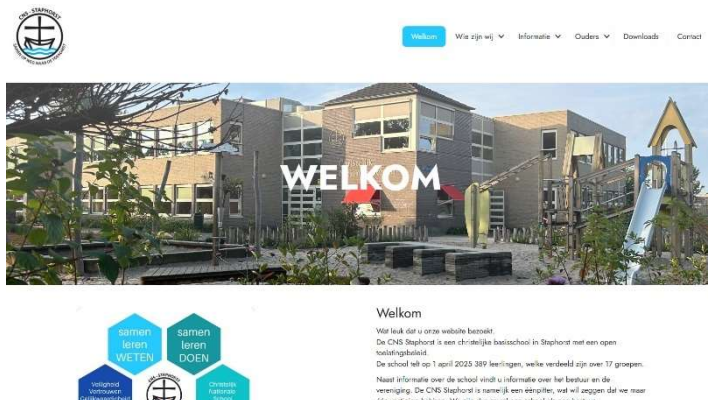 CNS - STAPHORST
Welkom
Wie zijn wij
Informatie
Ouders
Downloads
Contact
WELKOM
samen
leren
WETEN
samen
leren
DOEN
Veiligheid
Vertrouwen
Christelijk
Nationale
School
CNS - STAPHORST
Welkom
Wat leuk dat u onze website bezoekt.
De CNS Staphorst is een christelijke basisschool in Staphorst met een open
toelatingsbeleid.
De school telt op 1 april 2025 389 leerlingen, welke verdeeld zijn over 17 groepen.
Naast informatie over de school vindt u informatie over het bestuur en de
vereniging. De CNS Staphorst is namelijk een éénpitter, wat wil zeggen dat we maar